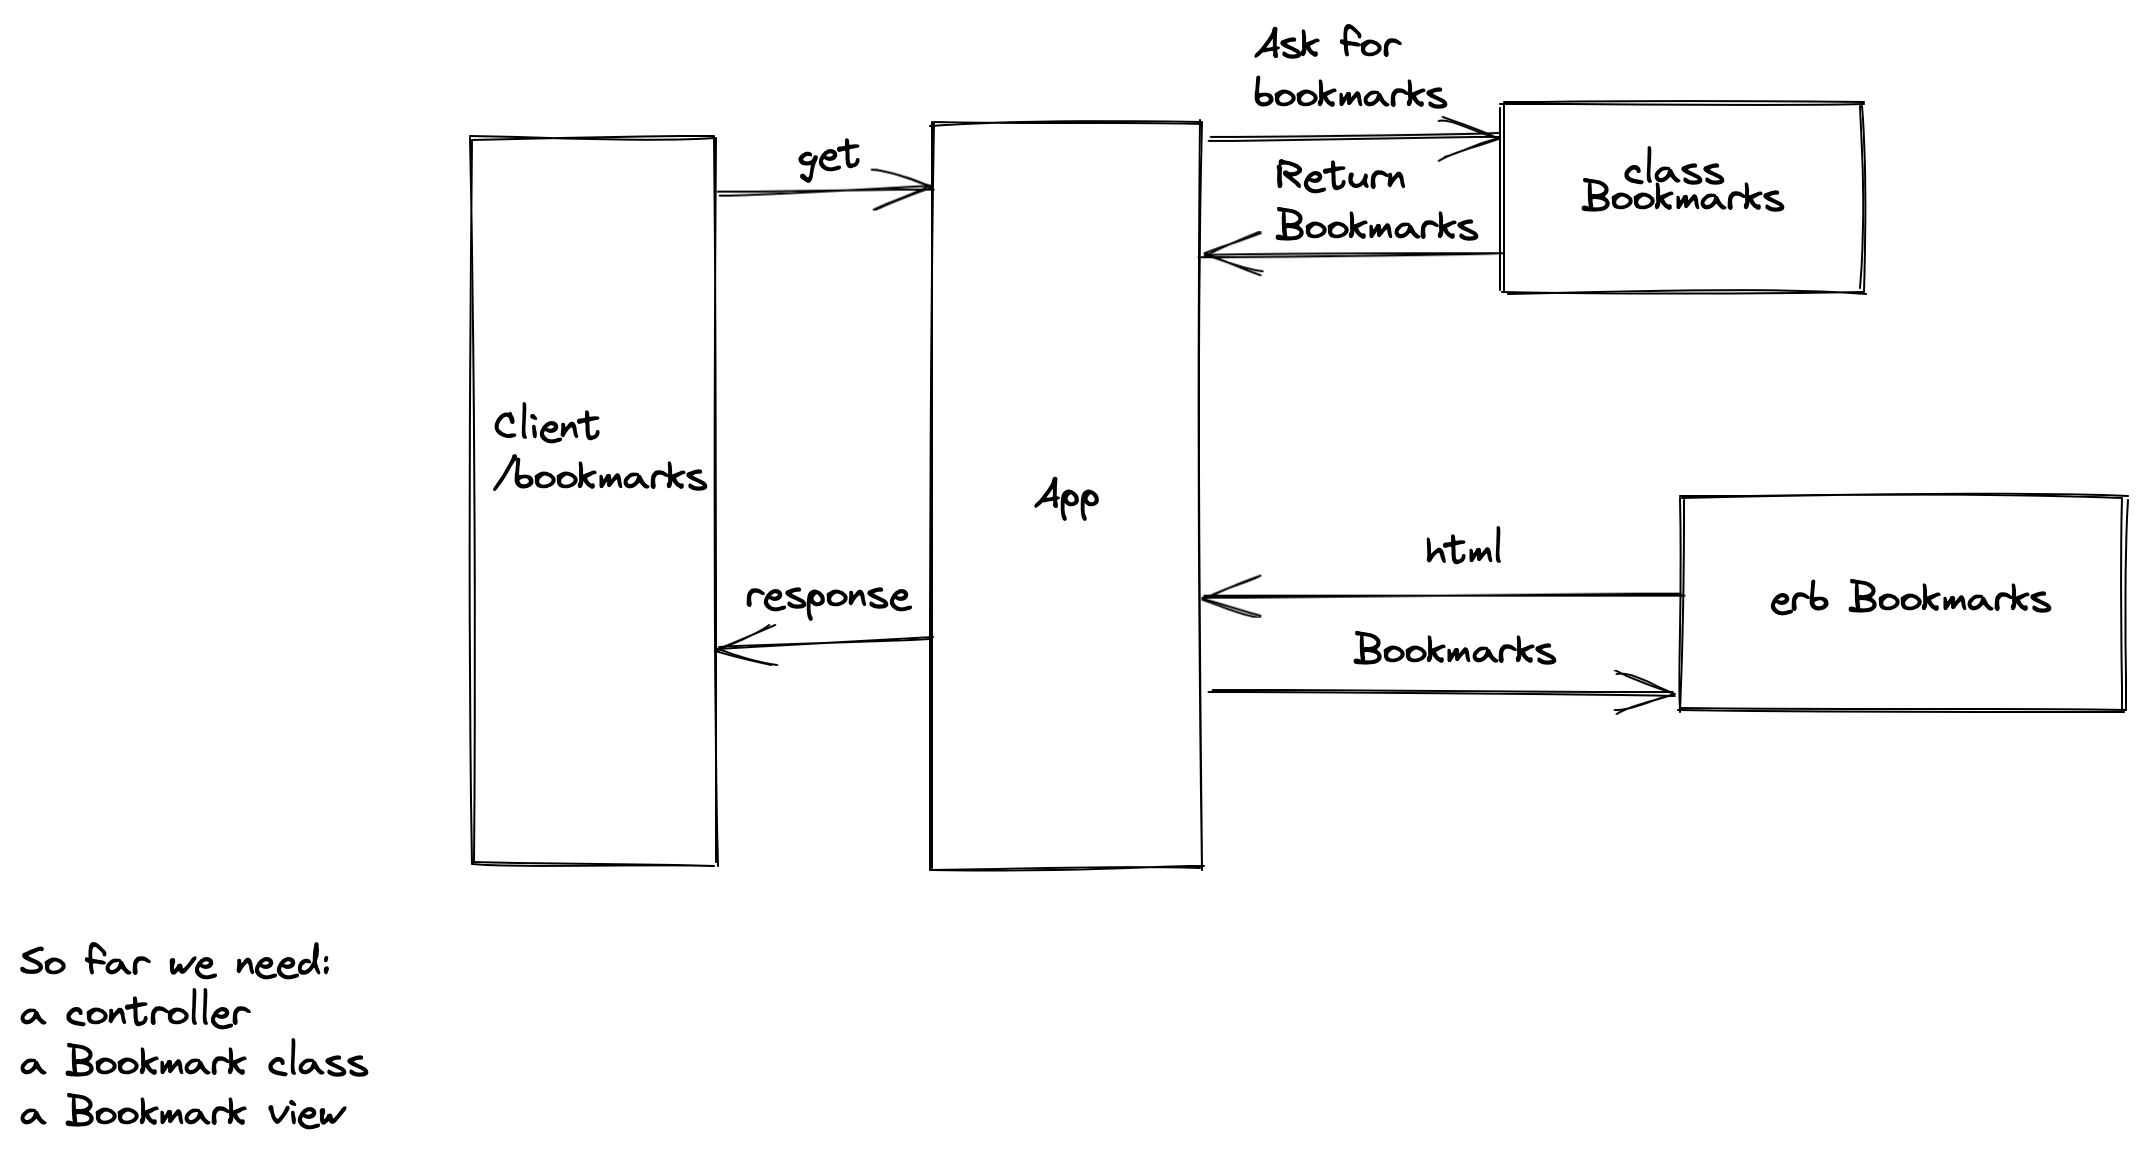 Ask for
bookmarks
get
Return
Bookmarks
class
Bookmarks
Client
/bookmarks
App
html
erb Bookmarks
response
Bookmarks
So far we need:
a controller
a Bookmark class
a Bookmark view